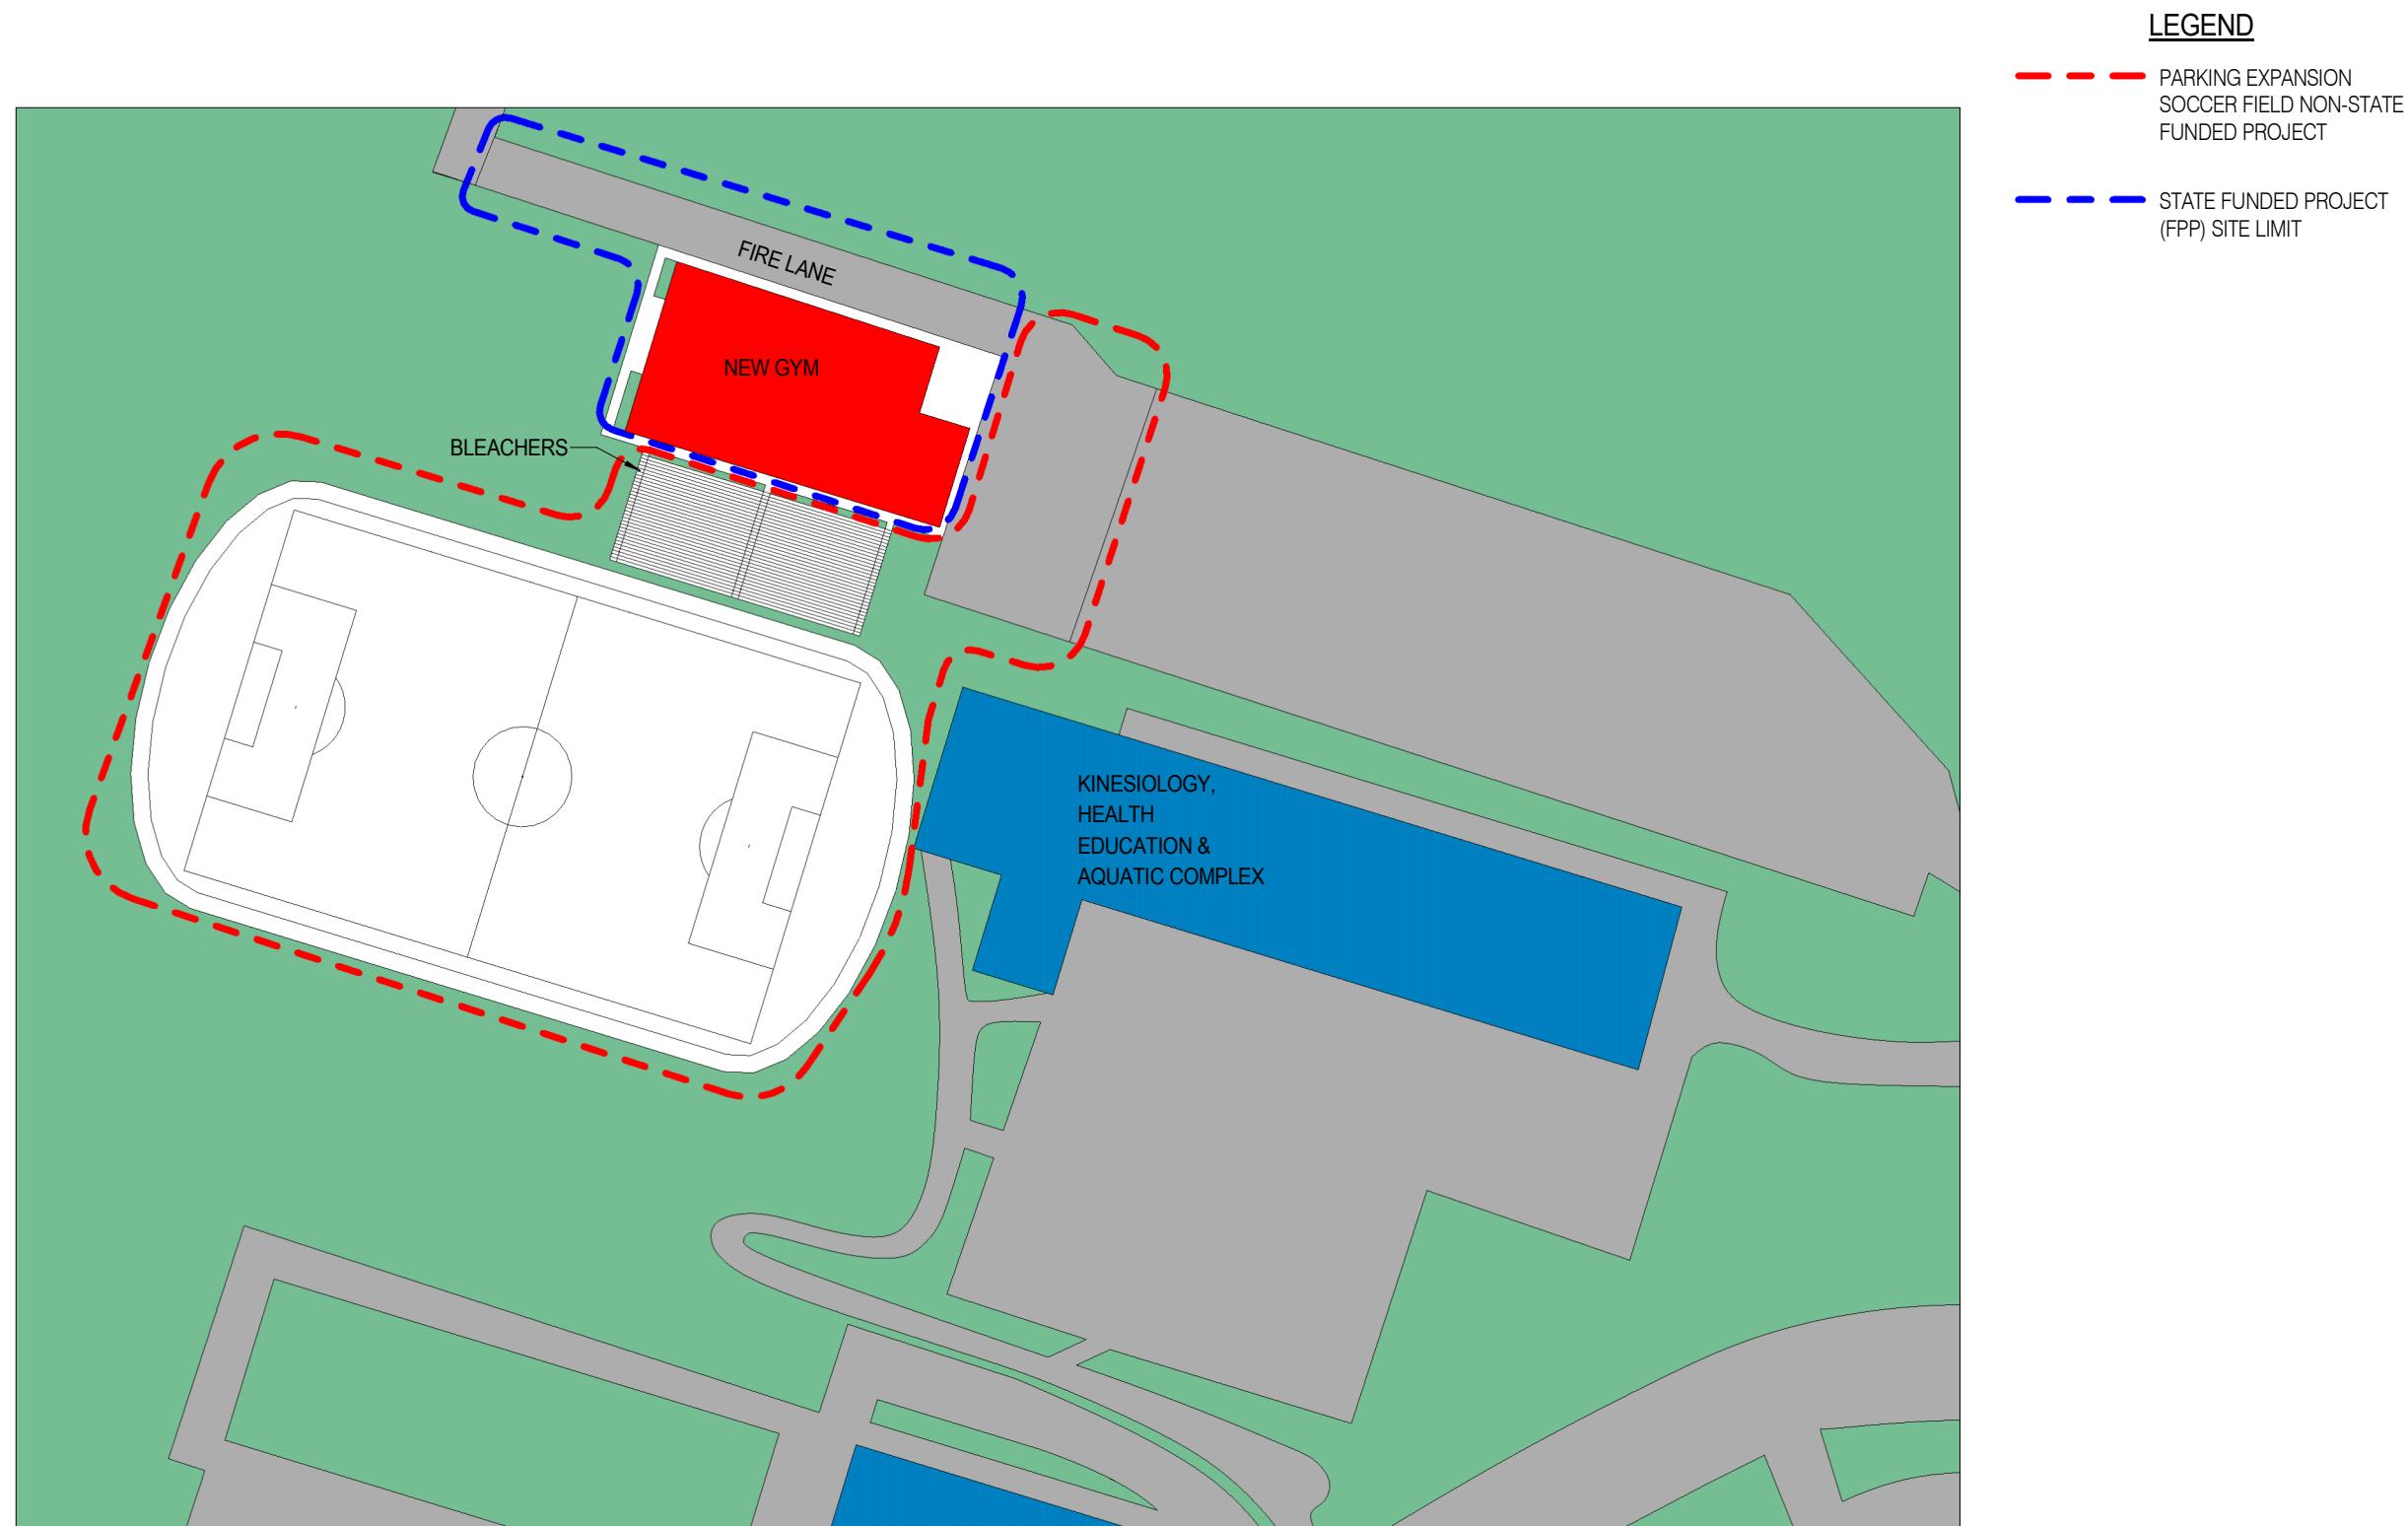 LEGEND
PARKING EXPANSION
SOCCER FIELD NON-STATE
FUNDED PROJECT
STATE FUNDED PROJECT
(FPP) SITE LIMIT
FIRE LANE
NEW GYM
BLEACHERS
KINESIOLOGY,
HEALTH
EDUCATION &
AQUATIC COMPLEX